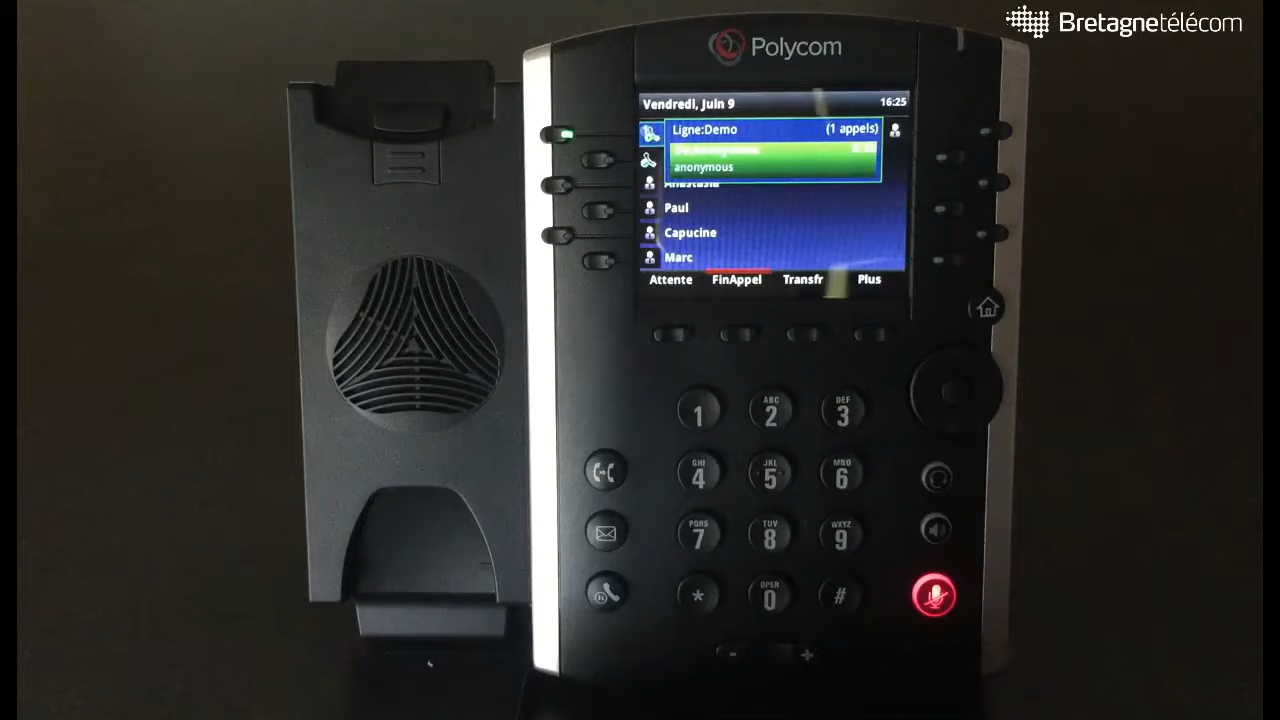 Bretagnetélécom
Polycom
Vendredi, Juin 9
16:25
Ligne:Demo
(1 appels)
anonymous
Anastasia
Paul
Capucine
Marc
Attente
FinAppel
Transfr
Plus
1
ABC
2
DEF
3
GHI
4
JKL
5
MNO
6
PQRS
7
TUV
8
WXYZ
9
*
OPER
0
#
- +